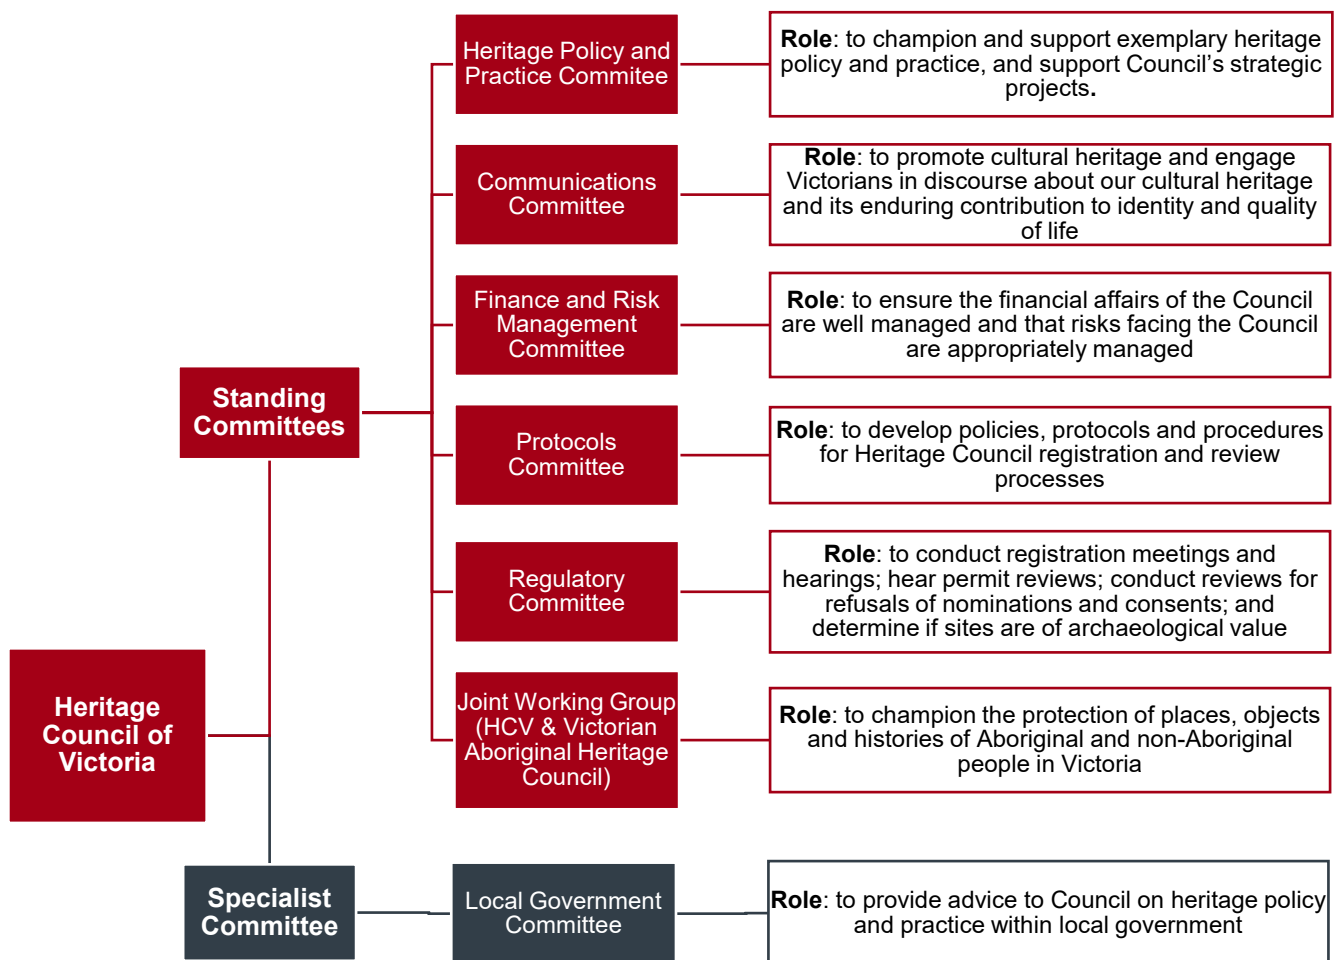 Heritage Policy and
Practice Commitee
Role: to champion and support exemplary heritage
policy and practice, and support Council's strategic
projects.
Communications
Committee
Role: to promote cultural heritage and engage
Victorians in discourse about our cultural heritage
and its enduring contribution to identity and quality
of life
Finance and Risk
Management
Committee
Role: to ensure the financial affairs of the Council
are well managed and that risks facing the Council
are appropriately managed
Standing
Committees
Protocols
Committee
Role: to develop policies, protocols and procedures
for Heritage Council registration and review
processes
Regulatory
Committee
Role: to conduct registration meetings and
hearings; hear permit reviews; conduct reviews for
refusals of nominations and consents; and
determine if sites are of archaeological value
Heritage
Council of
Victoria
Joint Working Group
(HCV & Victorian
Aboriginal Heritage
Council)
Role: to champion the protection of places, objects
and histories of Aboriginal and non-Aboriginal
people in Victoria
Specialist
Committee
Local Government
Committee
Role: to provide advice to Council on heritage policy
and practice within local government